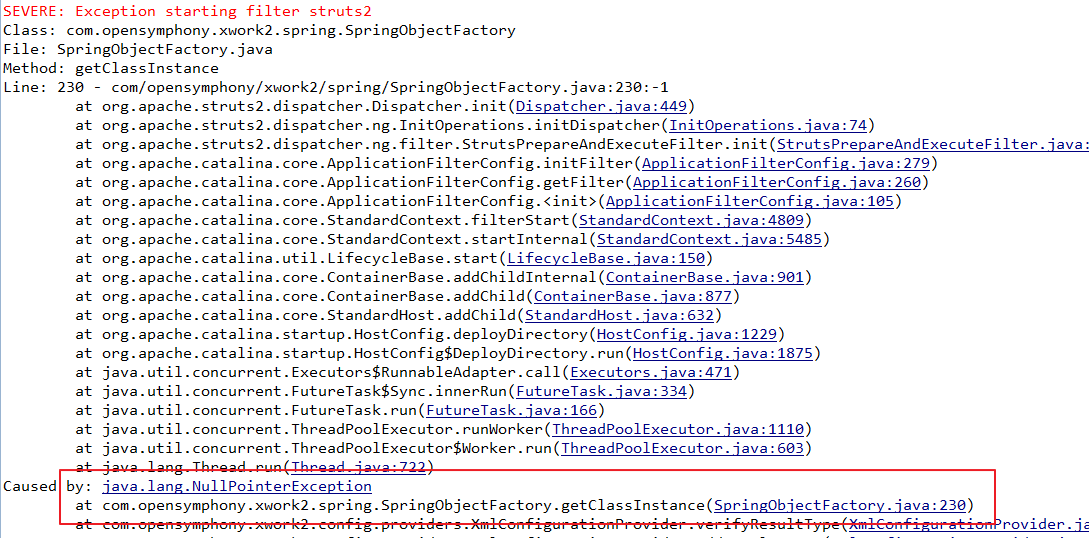 SEVERE: Exception starting filter struts2
Class: com.opensymphony.xwork2.spring.SpringObjectFactory
File: SpringObjectFactory.java
Method: getClassInstance
Line: 230 - com/opensymphony/xwork2/spring/SpringObjectFactory.java:230:-1
at org.apache.struts2.dispatcher.Dispatcher.init(Dispatcher.java:449)
at org.apache.struts2.dispatcher.ng.InitOperations.initDispatcher(InitOperations.java:74)
at org.apache.struts2.dispatcher.ng.filter.StrutsPrepareAndExecuteFilter.init(StrutsPrepareAndExecuteFilter.java:
at org.apache.catalina.core.ApplicationFilterConfig.initFilter(ApplicationFilterConfig.java:279)
at org.apache.catalina.core.ApplicationFilterConfig.getFilter(ApplicationFilterConfig.java:260)
at org.apache.catalina.core.ApplicationFilterConfig.<init>(ApplicationFilterConfig.java:105)
at org.apache.catalina.core.StandardContext.filterStart(StandardContext.java:4809)
at org.apache.catalina.core.StandardContext.startInternal(StandardContext.java:5485)
at org.apache.catalina.util.LifecycleBase.start(LifecycleBase.java:150)
at org.apache.catalina.core.ContainerBase.addChildInternal(ContainerBase.java:901)
at org.apache.catalina.core.ContainerBase.addChild(ContainerBase.java:877)
at org.apache.catalina.core.StandardHost.addChild(StandardHost.java:632)
at org.apache.catalina.startup.HostConfig.deployDirectory(HostConfig.java:1229)
at org.apache.catalina.startup.HostConfig$DeployDirectory.run(HostConfig.java:1875)
at java.util.concurrent.Executors$RunnableAdapter.call(Executors.java:471)
at java.util.concurrent.FutureTask$Sync.innerRun(FutureTask.java:334)
at java.util.concurrent.FutureTask.run(FutureTask.java:166)
at java.util.concurrent.ThreadPoolExecutor.runWorker(ThreadPoolExecutor.java:1110)
at java.util.concurrent.ThreadPoolExecutor$Worker.run(ThreadPoolExecutor.java:603)
at java.lang.Thread.run(Thread.java:722)
Caused by: java.lang.NullPointerException
at com.opensymphony.xwork2.spring.SpringObjectFactory.getClassInstance(SpringObjectFactory.java:230)
at com.opensymphony.xwork2.config.providers.XmlConfigurationProvider.verifyResultType(XmlConfigurationProvider.ja